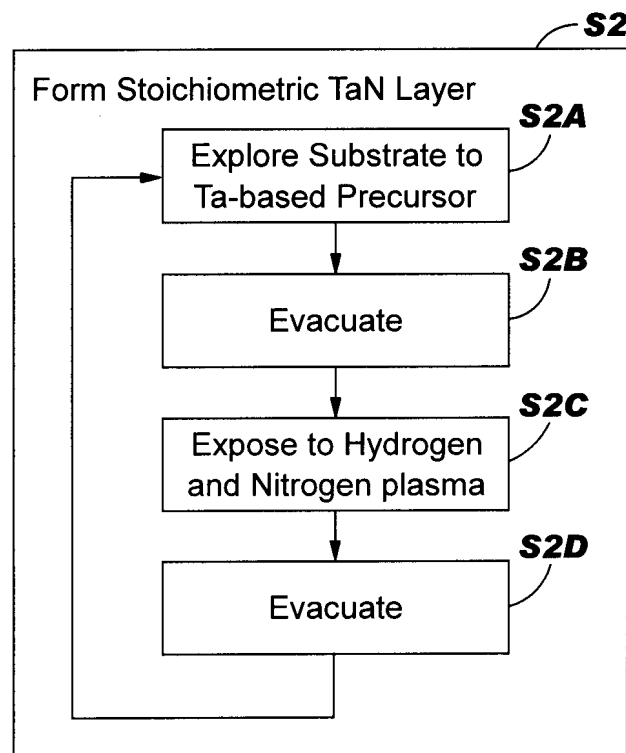 S2
Form Stoichiometric TaN Layer
S2A
Explore Substrate to
Ta-based Precursor
S2B
Evacuate
S2C
Expose to Hydrogen
and Nitrogen plasma
S2D
Evacuate